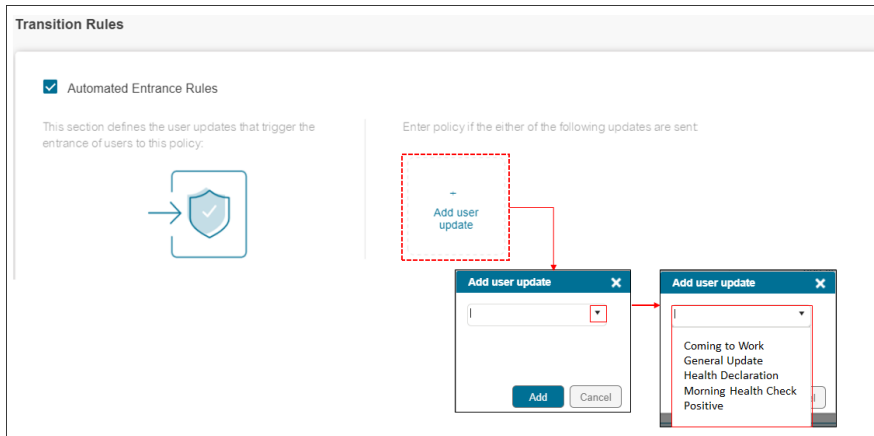 Transition Rules
Automated Entrance Rules
This section defines the user updates that trigger the
entrance of users to this policy:
Enter policy if the either of the following updates are sent:
+
Add user
update
Add user update
Add
Cancel
Add user update
Coming to Work
General Update
Health Declaration
Morning Health Check
Positive